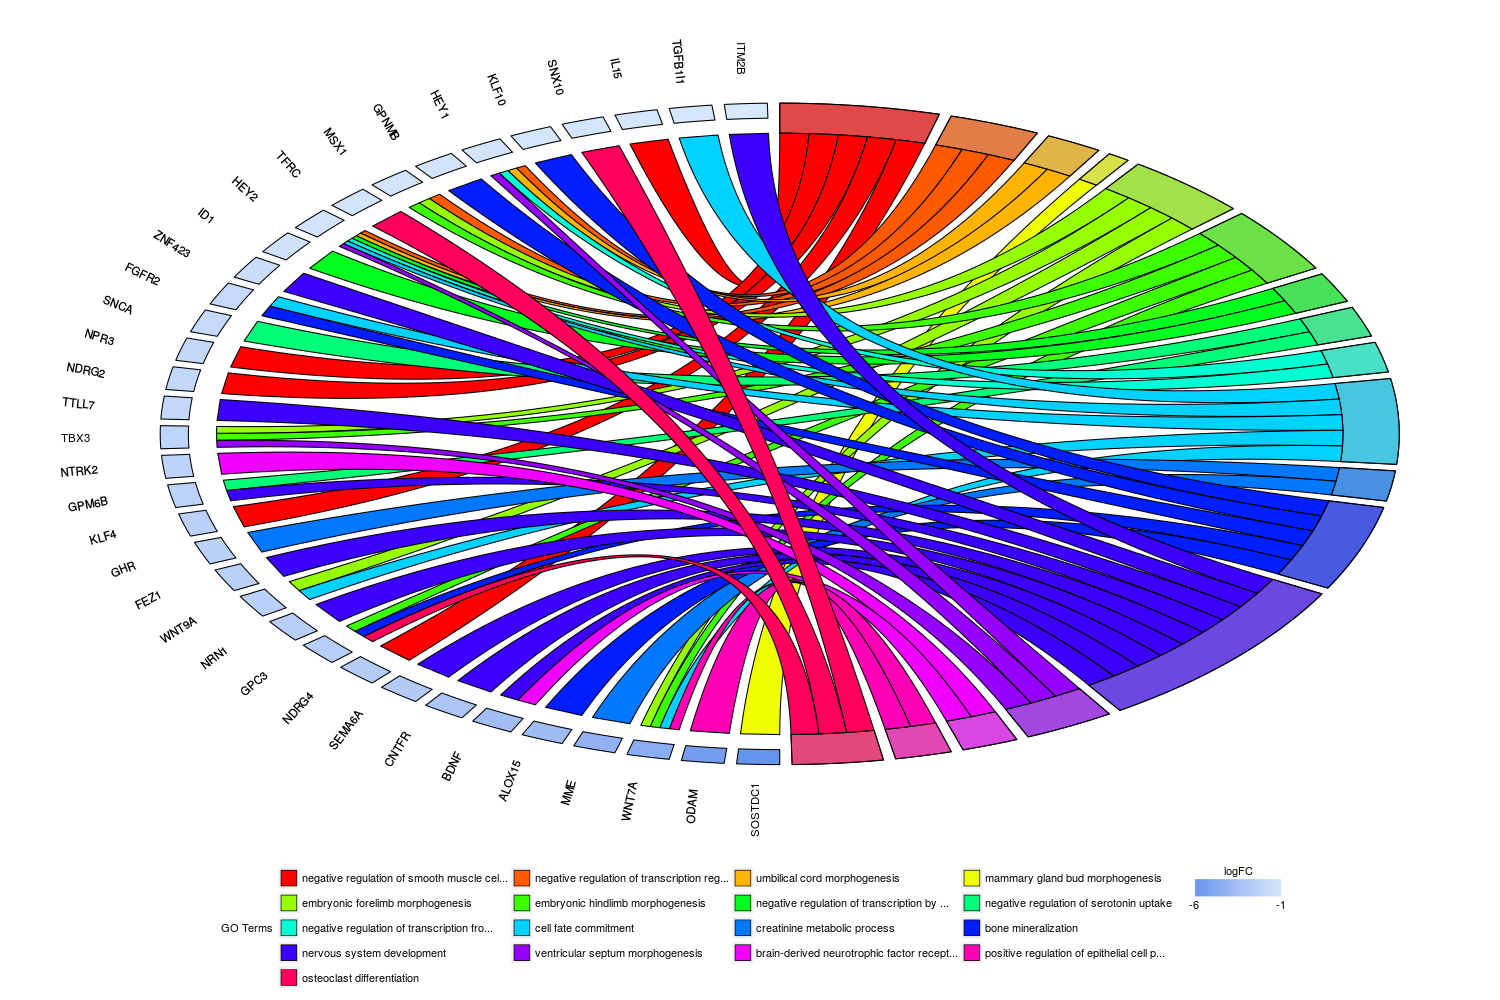 ITM2B
TGFB1I1
IL15
SNX10
KLF10
HEY1
GPNMB
MSX1
TFRC
HEY2
ID1
ZNF423
FGFR2
SNCA
NPR3
NDRG2
TTLL7
TBX3
NTRK2
GPM6B
KLF4
GHR
FEZ1
WNT9A
NRN1
GPC3
NDRG4
SEMA6A
CNTFR
BDNF
ALOX15
MME
WNT7A
ODAM
SOSTDC1
GO Terms
negative regulation of smooth muscle cel...
negative regulation of transcription reg...
umbilical cord morphogenesis
mammary gland bud morphogenesis
embryonic forelimb morphogenesis
embryonic hindlimb morphogenesis
negative regulation of transcription by ...
negative regulation of serotonin uptake
negative regulation of transcription fro...
cell fate commitment
creatinine metabolic process
bone mineralization
nervous system development
ventricular septum morphogenesis
brain-derived neurotrophic factor recept...
positive regulation of epithelial cell p...
osteoclast differentiation
logFC
-6 -1